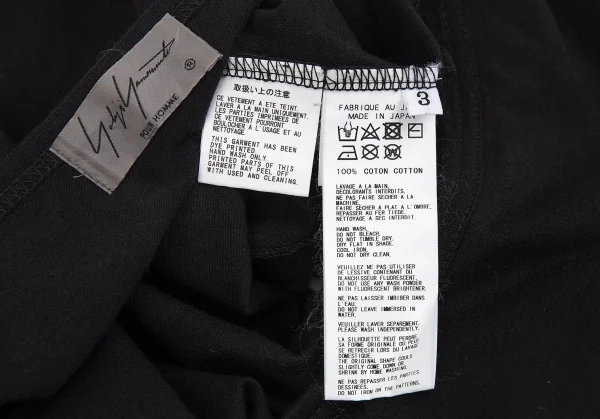 Yohji Yamamoto
®
POUR HOMME
取扱い上の注意
CE VETEMENT A ETE TEINT.
LAVER A LA MAIN UNIQUEMENT.
LES PARTIES IMPRIMEES DE
CE VETEMENT POURRONT
BOULOCHER A L'USAGE ET AU
NETTOYAGE.
THIS GARMENT HAS BEEN
DYE PRINTED.
HAND WASH ONLY.
PRINTED PARTS OF THIS
GARMENT MAY PEEL OFF
WITH USED AND CLEANING.
3
FABRIQUE AU
MADE IN JAPAN
100% COTON COTTON
LAVAGE A LA MAIN.
DECOLORANTS INTERDITS.
NE PAS FAIRE SECHER A LA
MACHINE.
FAIRE SECHER A PLAT A L'OMBRE.
REPASSER AU FER TIEDE.
NETTOYAGE A SEC INTERDIT.
HAND WASH.
DO NOT BLEACH.
DO NOT TUMBLE DRY.
DRY FLAT IN SHADE.
COOL IRON.
DO NOT DRY CLEAN.
VEUILLEZ NE PAS UTILISER
DE LESSIVE CONTENANT DU
BLANCHISSEUR FLUORESCENT.
DO NOT USE ANY WASH POWDER
WITH FLUORESCENT BRIGHTENER.
NE PAS LAISSER IMBIBER DANS
L'EAU.
DO NOT LEAVE IMMERSED IN
WATER.
VEUILLER LAVER SEPAREMENT.
PLEASE WASH INDEPENDENTLY.
LA SILHOUETTE PEUT PERDRE
SA FORME ORIGINALE OU PEUT
SE RETRECIR LORS DU LAVAGE
DOMESTIQUE.
THE ORIGINAL SHAPE COULD
SLIGHTLY COME DOWN OR
SHRINK BY HOME WASHING.
NE PAS REPASSER LES PARTIES
DESSINEES.
DO NOT IRON ON THE PATTERNS.